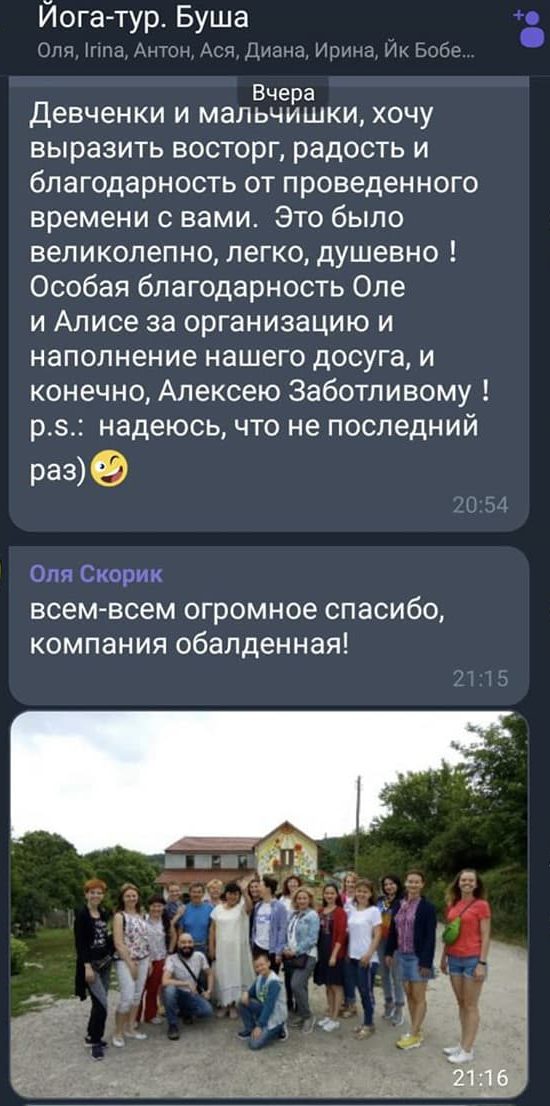 Йога-тур. Буша
Оля, Irina, Антон, Ася, Диана, Ирина, Йк Бобе...
Вчера
Девченки и мальчишки, хочу
выразить восторг, радость и
благодарность от проведенного
времени с вами.  Это было
великолепно, легко, душевно !
Особая благодарность Оле
и Алисе за организацию и
наполнение нашего досуга, и
конечно, Алексею Заботливому !
p.s.:  надеюсь, что не последний
раз)😜
20:54
Оля Скорик
всем-всем огромное спасибо,
компания обалденная!
21:15
21:16